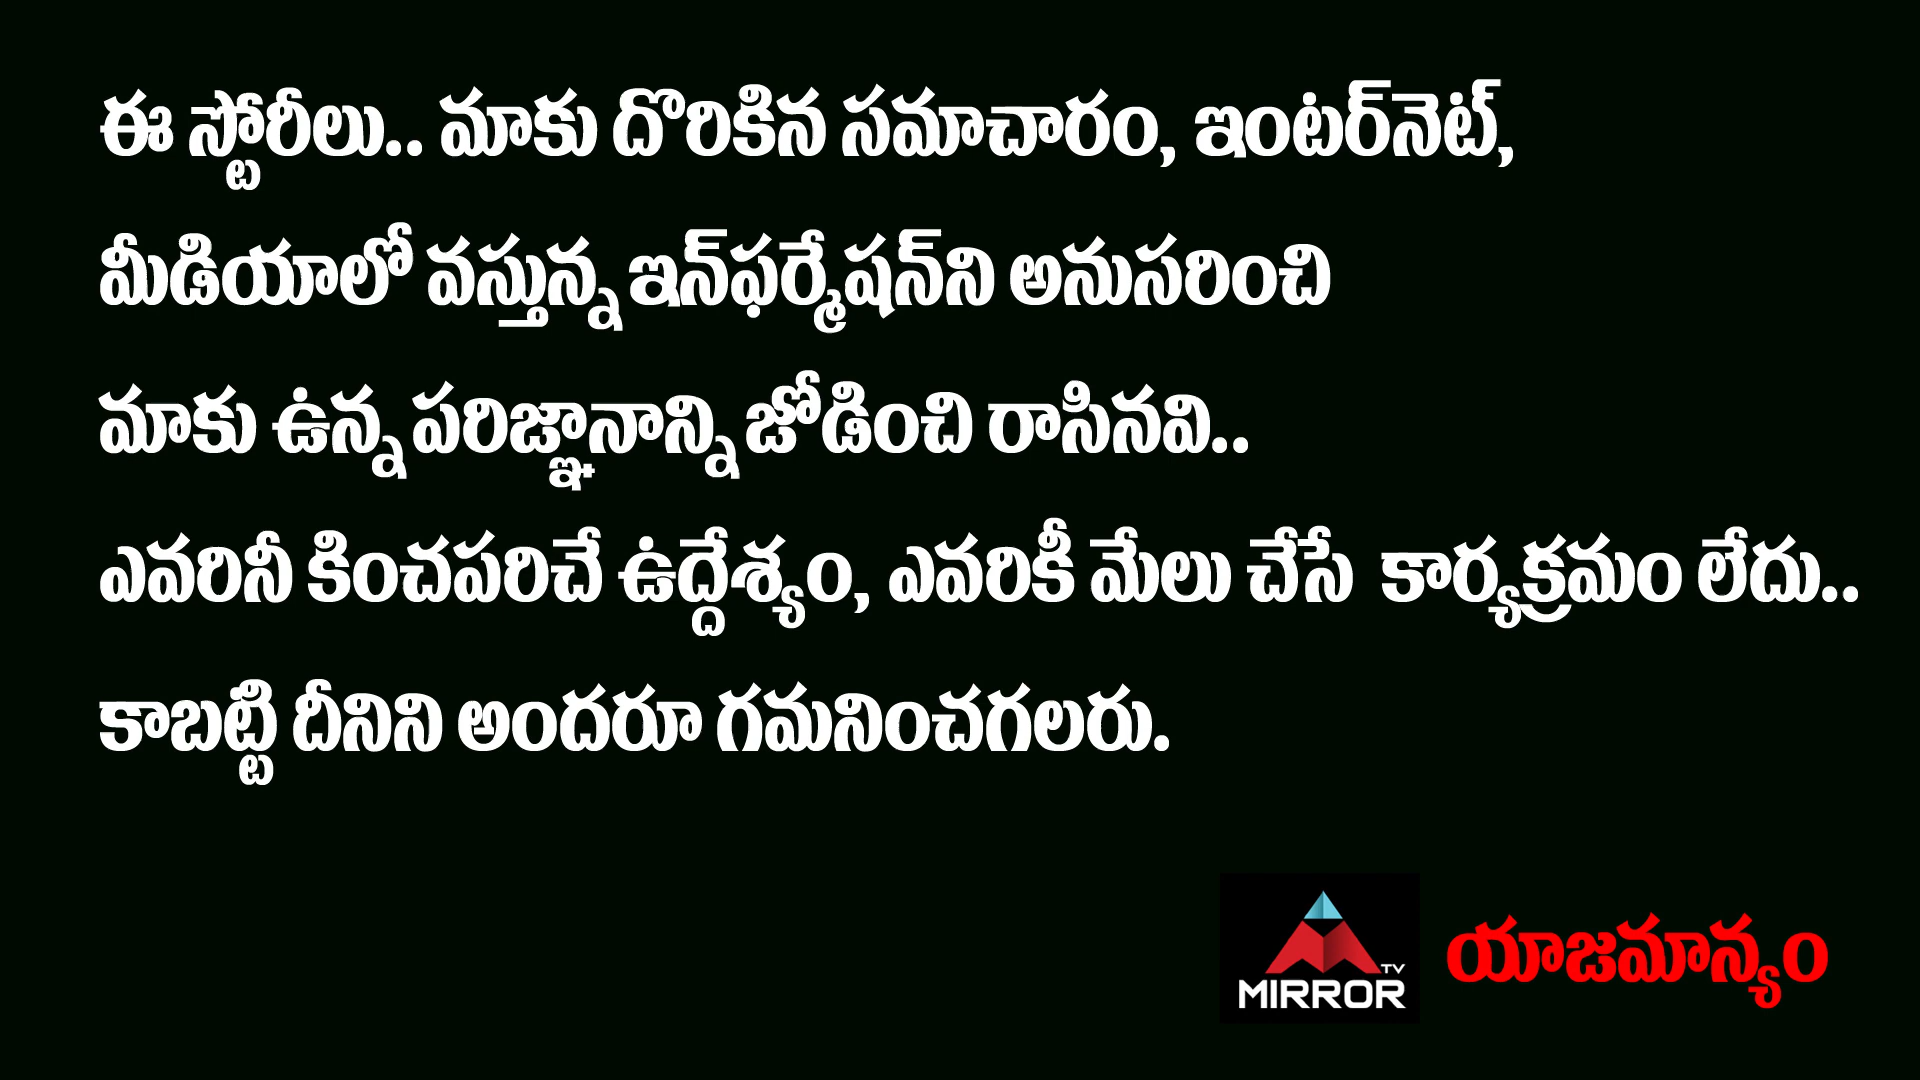 ఈ స్టోరీలు.. మాకు దొరికిన సమాచారం, ఇంటర్‌నెట్,
మీడియాలో వస్తున్న ఇన్‌ఫర్మేషన్‌ని అనుసరించి
మాకు ఉన్న పరిజ్ఞానాన్ని జోడించి రాసినవి..
ఎవరినీ కించపరిచే ఉద్దేశ్యం, ఎవరికీ మేలు చేసే కార్యక్రమం లేదు..
కాబట్టి దీనిని అందరూ గమనించగలరు.
TV
MIRROR
యాజమాన్యం